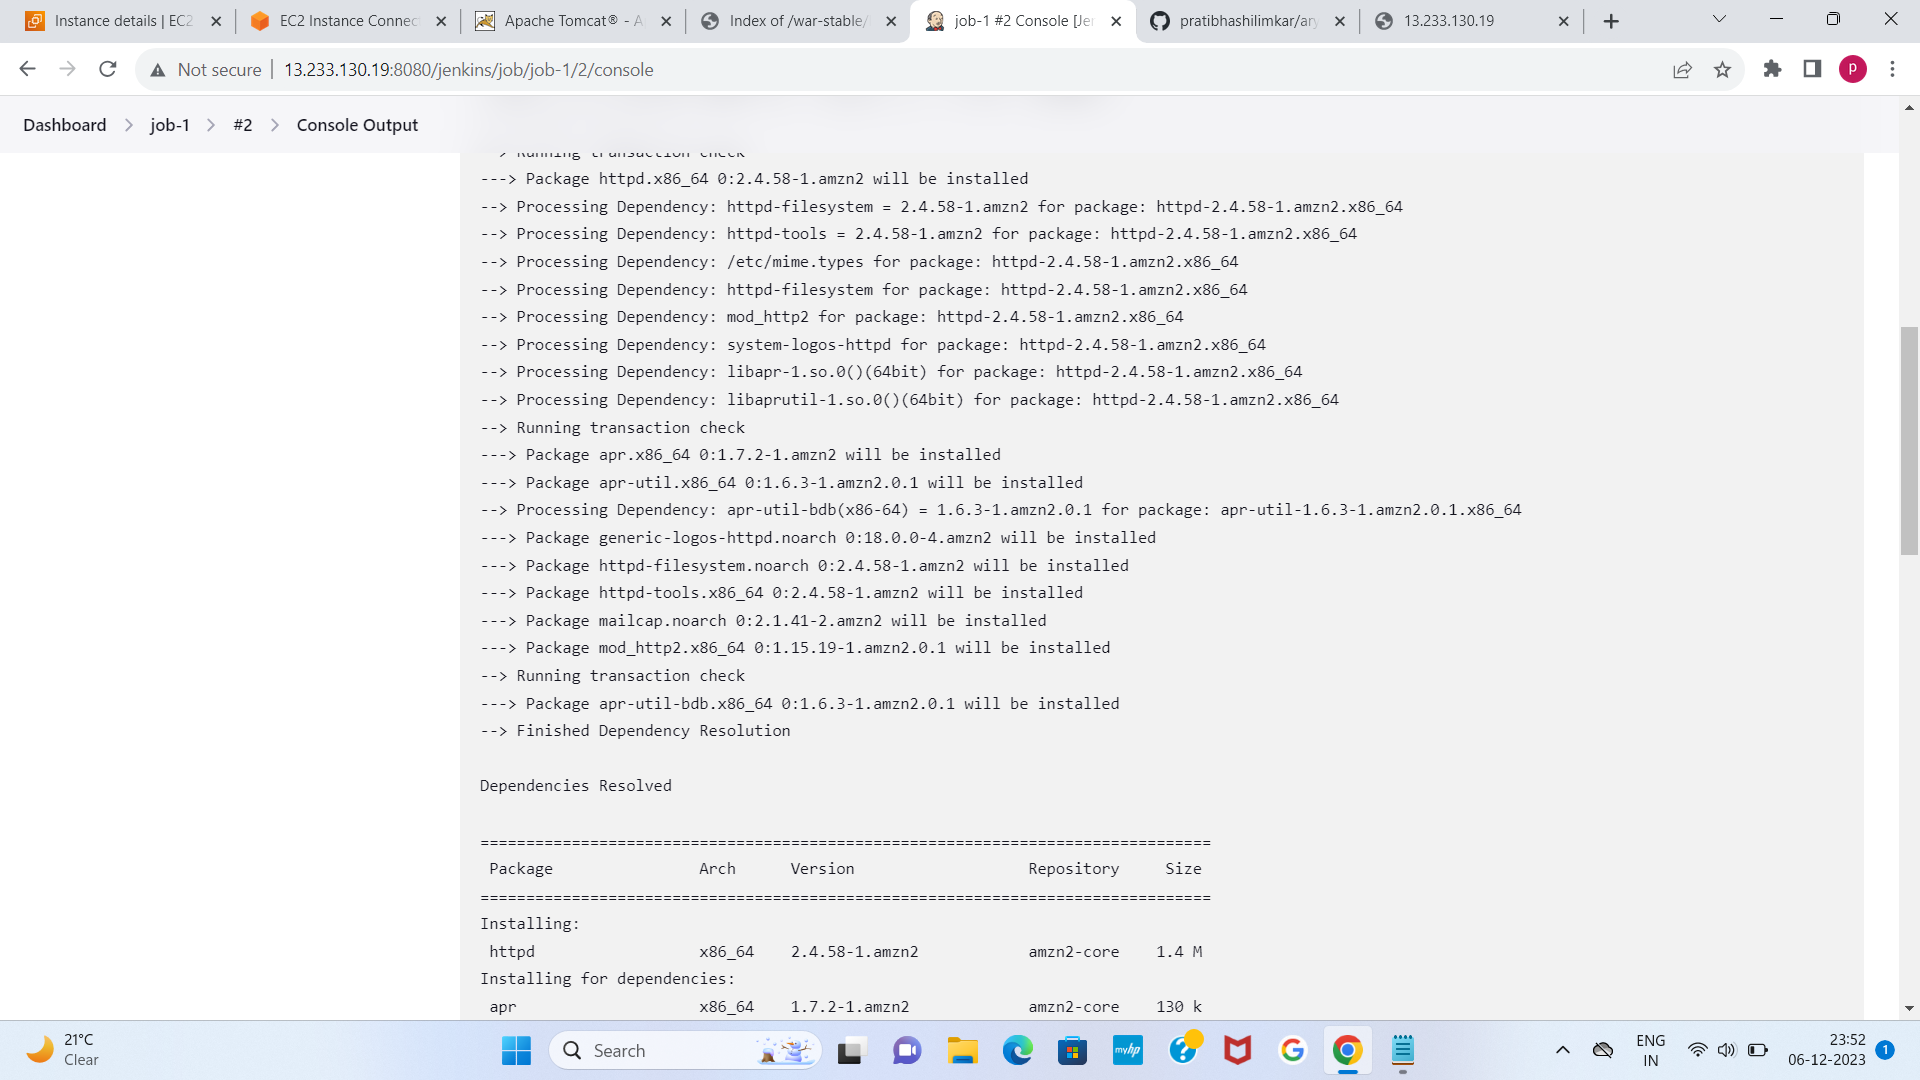 Instance details | EC2
EC2 Instance Connect
Apache Tomcat® - A
Index of /war-stable/
job-1 #2 Console [Jer
pratibhashilimkar/ary
13.233.130.19
Not secure
13.233.130.19:8080/jenkins/job/job-1/2/console
P
Dashboard > job-1 > #2 > Console Output
--> Running transaction check
---> Package httpd.x86_64 0:2.4.58-1.amzn2 will be installed
--> Processing Dependency: httpd-filesystem = 2.4.58-1.amzn2 for package: httpd-2.4.58-1.amzn2.x86_64
--> Processing Dependency: httpd-tools = 2.4.58-1.amzn2 for package: httpd-2.4.58-1.amzn2.x86_64
--> Processing Dependency: /etc/mime.types for package: httpd-2.4.58-1.amzn2.x86_64
--> Processing Dependency: httpd-filesystem for package: httpd-2.4.58-1.amzn2.x86_64
--> Processing Dependency: mod_http2 for package: httpd-2.4.58-1.amzn2.x86_64
--> Processing Dependency: system-logos-httpd for package: httpd-2.4.58-1.amzn2.x86_64
--> Processing Dependency: libapr-1.so.0()(64bit) for package: httpd-2.4.58-1.amzn2.x86_64
--> Processing Dependency: libaprutil-1.so.0()(64bit) for package: httpd-2.4.58-1.amzn2.x86_64
--> Running transaction check
---> Package apr.x86_64 0:1.7.2-1.amzn2 will be installed
---> Package apr-util.x86_64 0:1.6.3-1.amzn2.0.1 will be installed
--> Processing Dependency: apr-util-bdb(x86-64) = 1.6.3-1.amzn2.0.1 for package: apr-util-1.6.3-1.amzn2.0.1.x86_64
---> Package generic-logos-httpd.noarch 0:18.0.0-4.amzn2 will be installed
---> Package httpd-filesystem.noarch 0:2.4.58-1.amzn2 will be installed
---> Package httpd-tools.x86_64 0:2.4.58-1.amzn2 will be installed
---> Package mailcap.noarch 0:2.1.41-2.amzn2 will be installed
---> Package mod_http2.x86_64 0:1.15.19-1.amzn2.0.1 will be installed
--> Running transaction check
---> Package apr-util-bdb.x86_64 0:1.6.3-1.amzn2.0.1 will be installed
--> Finished Dependency Resolution
Dependencies Resolved
================================================================================
Package Arch Version Repository Size
================================================================================
Installing:
httpd x86_64 2.4.58-1.amzn2 amzn2-core 1.4 M
Installing for dependencies:
apr x86_64 1.7.2-1.amzn2 amzn2-core 130 k
21°C
Clear
Search
myhp
ENG
IN
23:52
06-12-2023
1